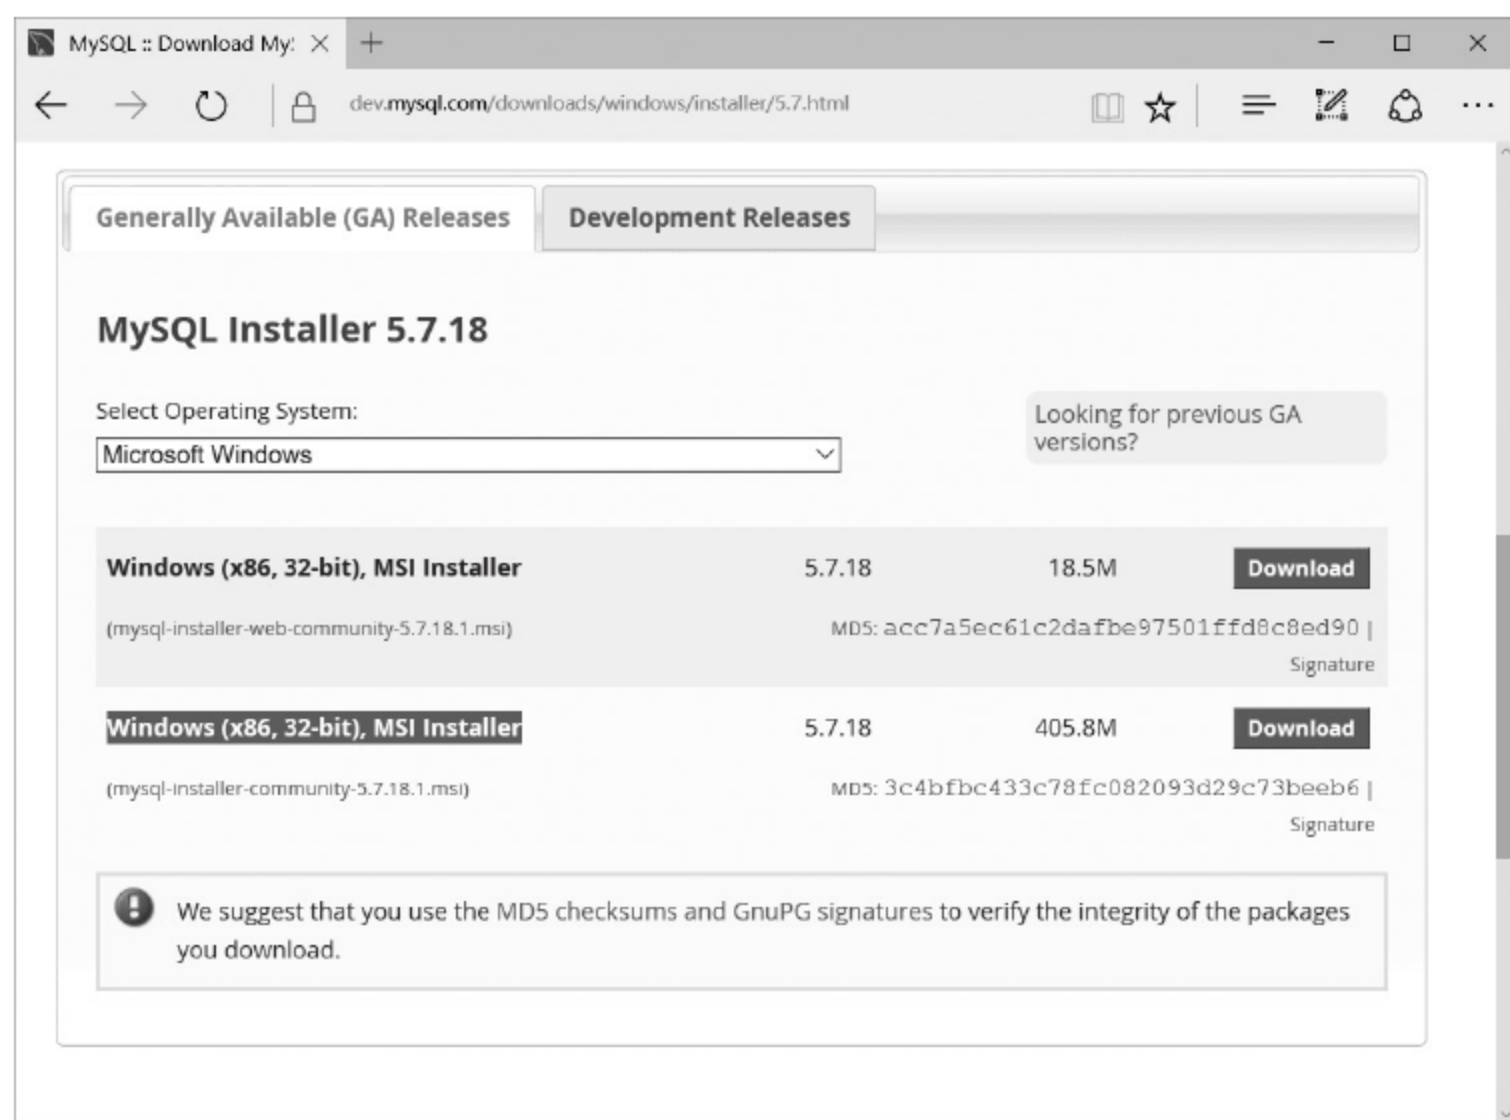 MySQL :: Download My
dev.mysql.com/downloads/windows/installer/5.7.html
Generally Available (GA) Releases
Development Releases
MySQL Installer 5.7.18
Select Operating System:
Microsoft Windows
Looking for previous GA
versions?
Windows (x86, 32-bit), MSI Installer 5.7.18 18.5M Download
(mysql-installer-web-community-5.7.18.1.msi) MD5: acc7a5ec61c2dafbe97501ffd8c8ed90 |
Signature
Windows (x86, 32-bit), MSI Installer 5.7.18 405.8M Download
(mysql-installer-community-5.7.18.1.msi) MD5: 3c4bfbc433c78fc082093d29c73beeb6 |
Signature
We suggest that you use the MD5 checksums and GnuPG signatures to verify the integrity of the packages
you download.